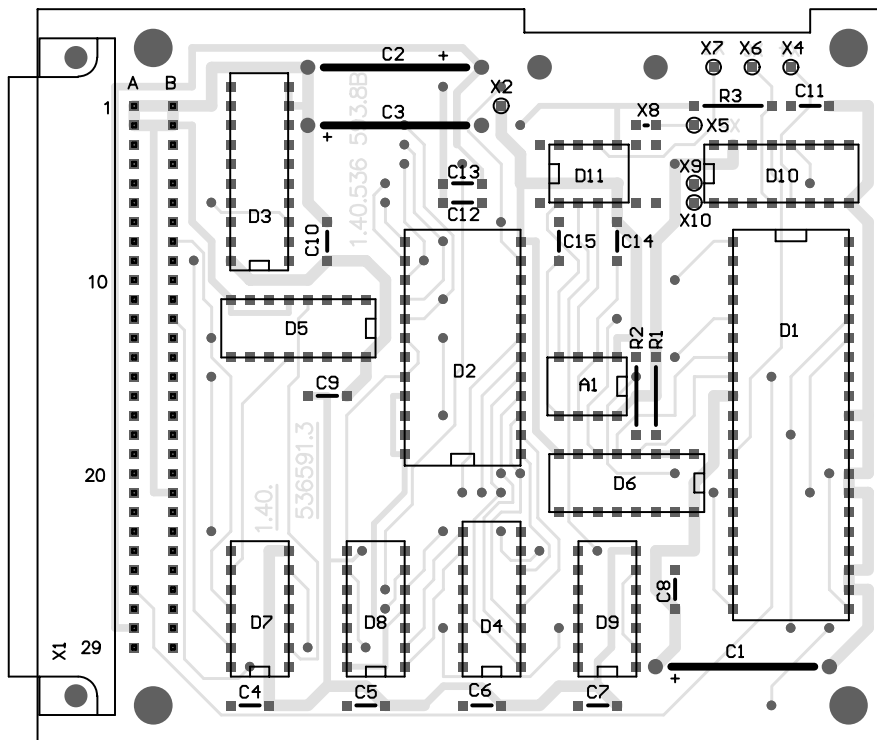 X7 X6 X4
C2 +
A B X2 R3 C11
1
C3 X8 X5
+
X9
C13 D11 D10
C12 X10
D3
C10 C15 C14
10
D5 R2 R1 D1
D2
C9 A1
536591.3
20
D6
1.40.
C8
D7 D8 D4 D9
X1 29
C1
+
C4 C5 C6 C7